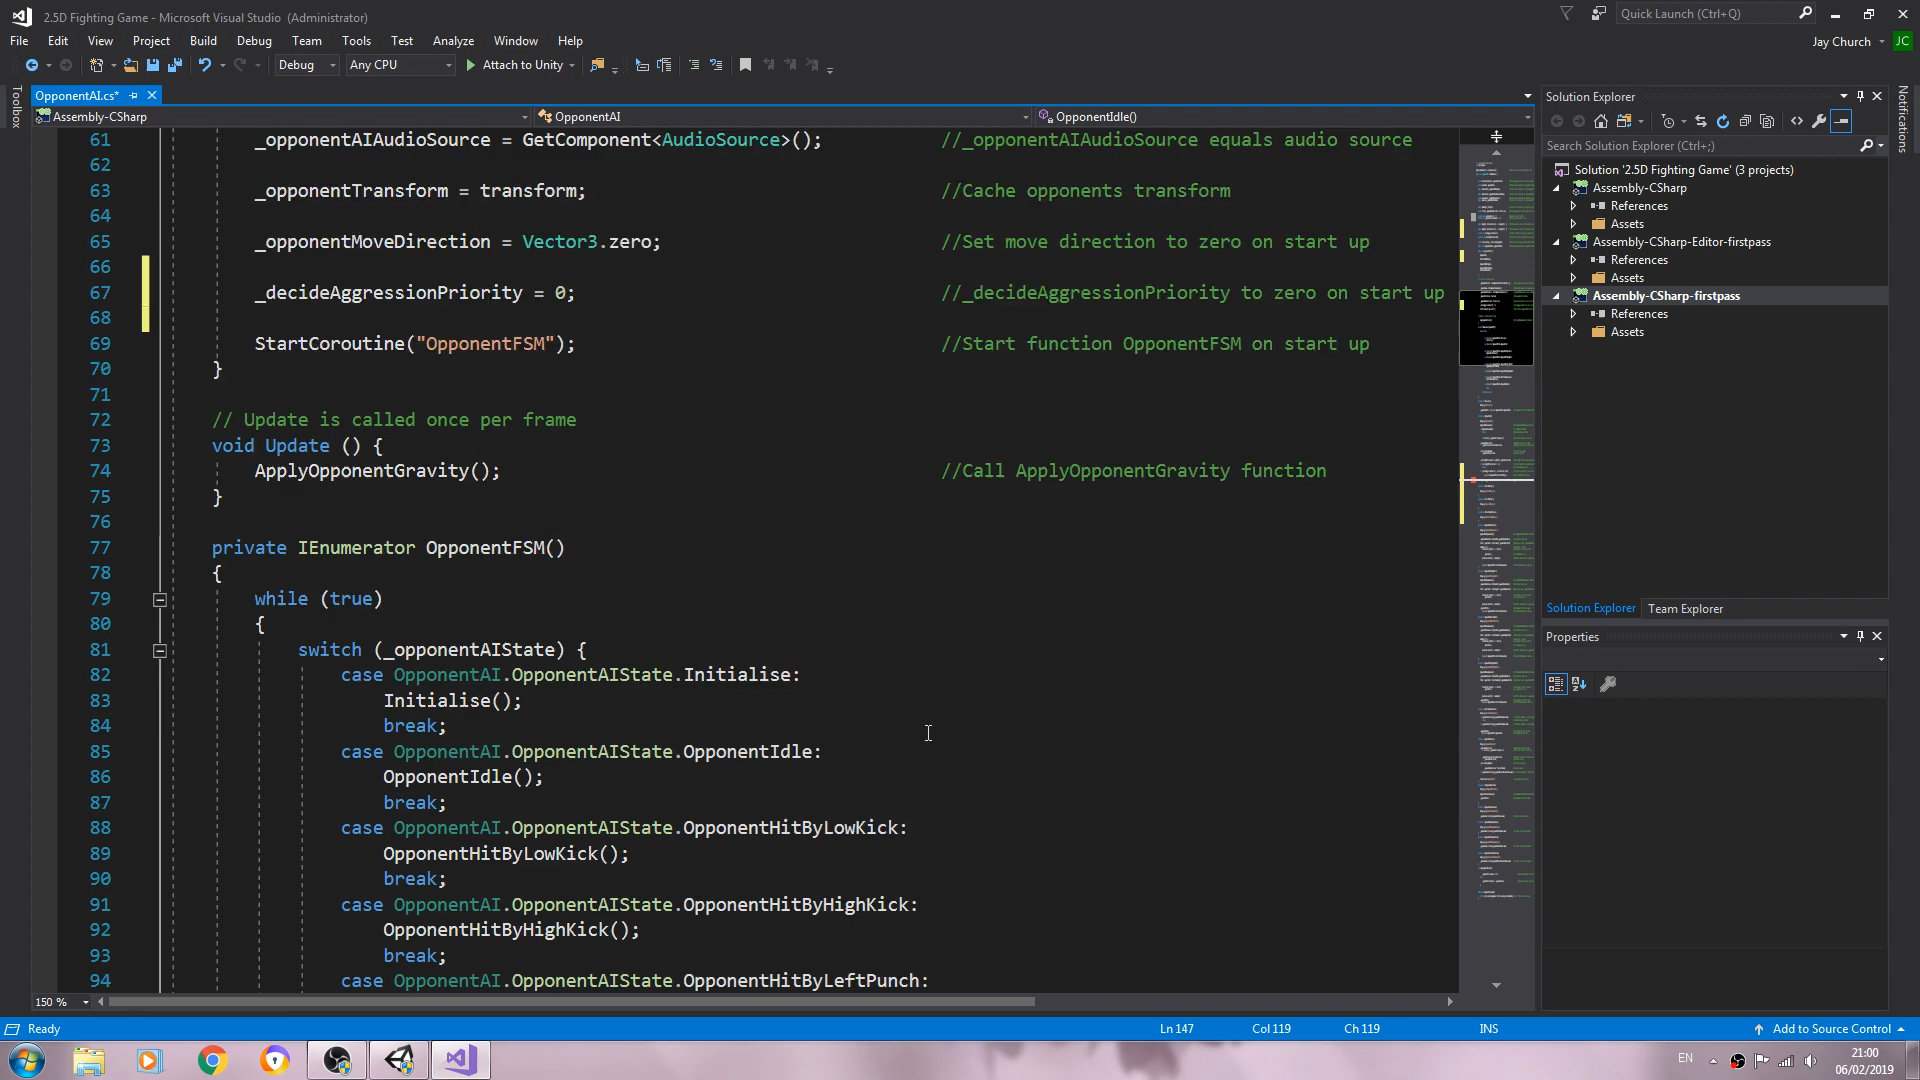 2.5D Fighting Game - Microsoft Visual Studio (Administrator)
Quick Launch (Ctrl+Q)
File Edit View Project Build Debug Team Tools Test Analyze Window Help
Jay Church
JC
Debug Any CPU Attach to Unity
Toolbox
OpponentAI.cs*
Assembly-CSharp OpponentAI OpponentIdle()
61 _opponentAIAudioSource = GetComponent<AudioSource>(); //_opponentAIAudioSource equals audio source
62
63 _opponentTransform = transform; //Cache opponents transform
64
65 _opponentMoveDirection = Vector3.zero; //Set move direction to zero on start up
66
67 _decideAggressionPriority = 0; //_decideAggressionPriority to zero on start up
68
69 StartCoroutine("OpponentFSM"); //Start function OpponentFSM on start up
70 }
71
72 // Update is called once per frame
73 void Update () {
74 ApplyOpponentGravity(); //Call ApplyOpponentGravity function
75 }
76
77 private IEnumerator OpponentFSM()
78 {
79 while (true)
80 {
81 switch (_opponentAIState) {
82 case OpponentAI.OpponentAIState.Initialise:
83 Initialise();
84 break;
85 case OpponentAI.OpponentAIState.OpponentIdle:
86 OpponentIdle();
87 break;
88 case OpponentAI.OpponentAIState.OpponentHitByLowKick:
89 OpponentHitByLowKick();
90 break;
91 case OpponentAI.OpponentAIState.OpponentHitByHighKick:
92 OpponentHitByHighKick();
93 break;
94 case OpponentAI.OpponentAIState.OpponentHitByLeftPunch:
150 %
Solution Explorer
Search Solution Explorer (Ctrl+;)
Solution '2.5D Fighting Game' (3 projects)
Assembly-CSharp
References
Assets
Assembly-CSharp-Editor-firstpass
References
Assets
Assembly-CSharp-firstpass
References
Assets
Solution Explorer Team Explorer
Properties
Notifications
Ready Ln 147 Col 119 Ch 119 INS Add to Source Control
EN
21:00
06/02/2019